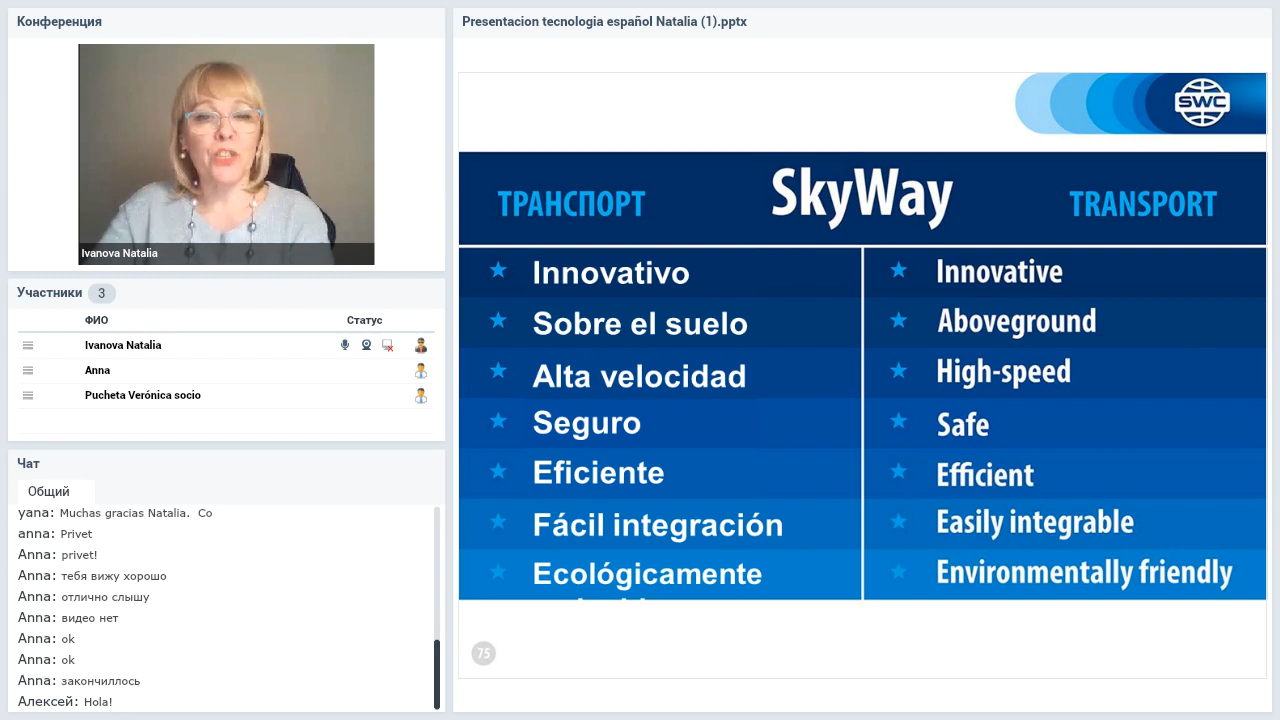 Конференция
Ivanova Natalia
Участники 3
ФИО Статус
Ivanova Natalia
Anna
Pucheta Verónica socio
Чат
Общий
yana: Muchas gracias Natalia. Co
anna: Privet
Anna: privet!
Anna: тебя вижу хорошо
Anna: отлично слышу
Anna: видео нет
Anna: ok
Anna: ok
Anna: закончиллось
Алексей: Hola!
Presentacion tecnologia español Natalia (1).pptx
SWC
ТРАНСПОРТ SkyWay TRANSPORT
Innovativo
Sobre el suelo
Alta velocidad
Seguro
Eficiente
Fácil integración
Ecológicamente
Innovative
Aboveground
High-speed
Safe
Efficient
Easily integrable
Environmentally friendly
75